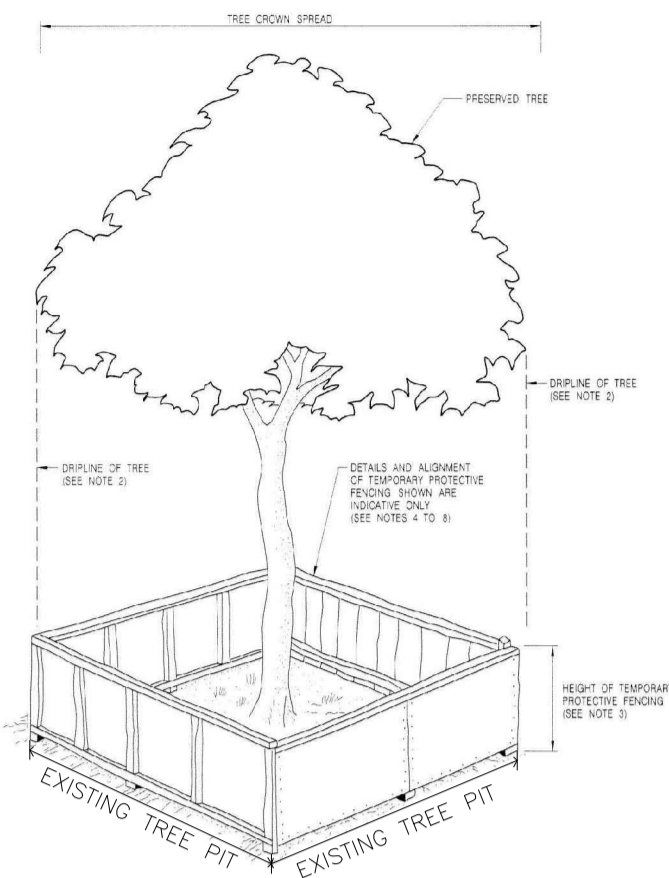 TREE CROWN SPREAD
PRESERVED TREE
DRIPLINE OF TREE
(SEE NOTE 2)
DRIPLINE OF TREE
(SEE NOTE 2)
DETAILS AND ALIGNMENT
OF TEMPORARY PROTECTIVE
FENCING SHOWN ARE
INDICATIVE ONLY
(SEE NOTES 4 TO 8)
HEIGHT OF TEMPORAR
PROTECTIVE FENCING
(SEE NOTE 3)
EXISTING TREE PIT
EXISTING TREE PIT